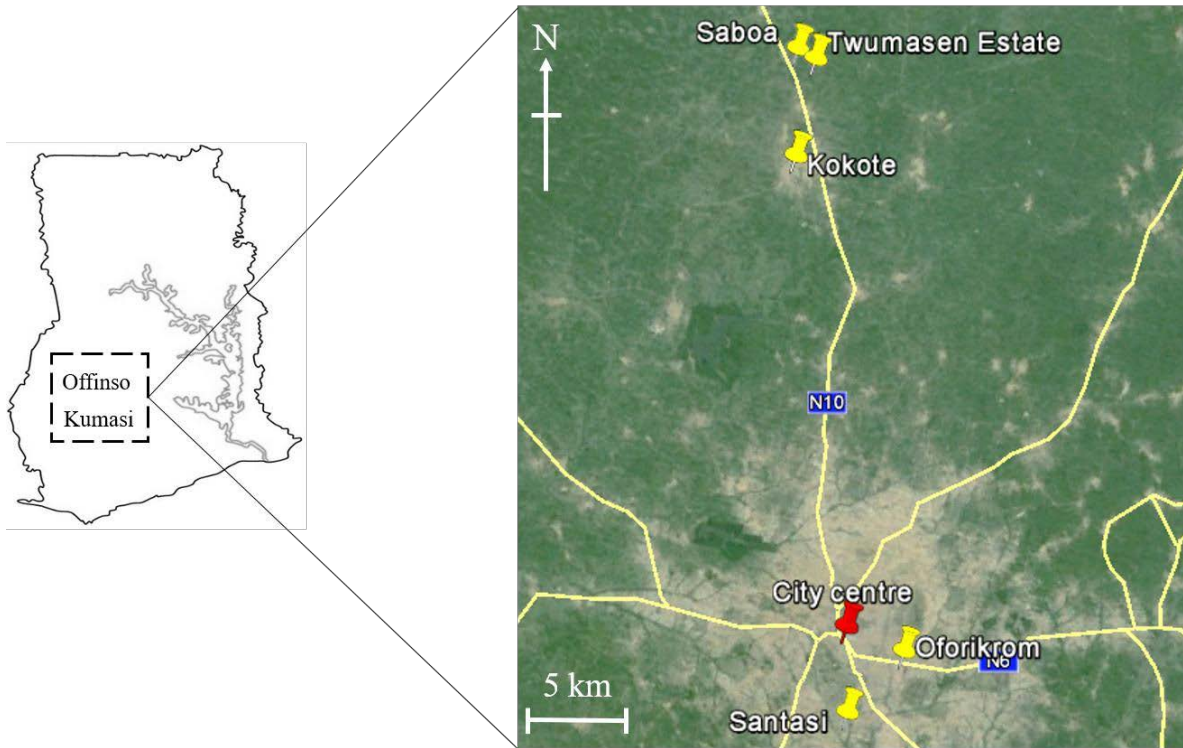 Offinso
Kumasi
N
Saboa
Twumasen Estate
Kokote
N10
City centre
Oforikrom
N6
5 km
Santasi